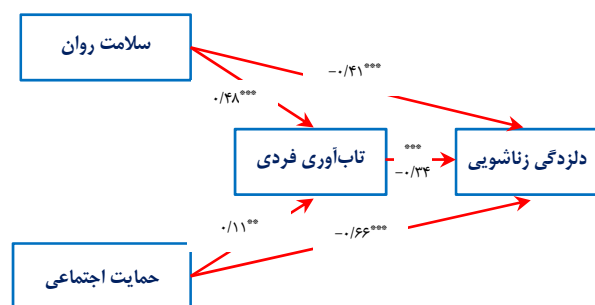 سلامت روان
-۰/۴۱***
۰/۴۸***
تاب‌آوری فردی
***
-۰/۳۴
دلزدگی زناشویی
۰/۱۱**
-۰/۶۶***
حمایت اجتماعی